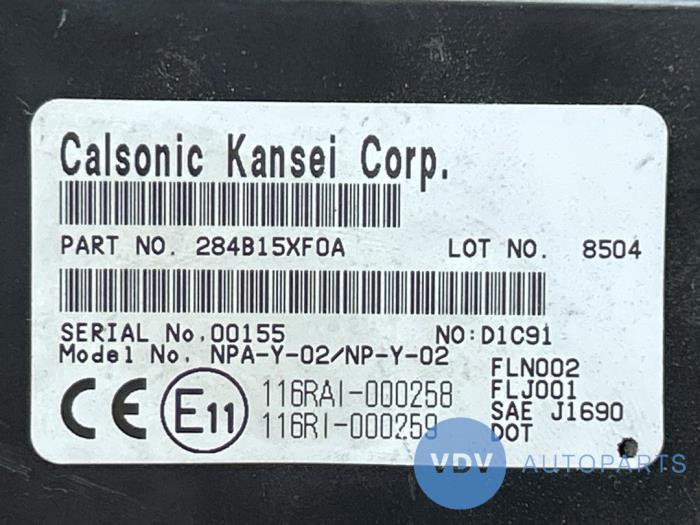 Calsonic Kansei Corp.
PART NO. 284B15XF0A LOT NO. 8504
SERIAL No.00155 NO:D1C91
Model No. NPA-Y-02/NP-Y-02
FLN002
FLJ001
SAE J1690
DOT
CE E11 116RAI-000258
116RI-000259
VDV AUTOPARTS